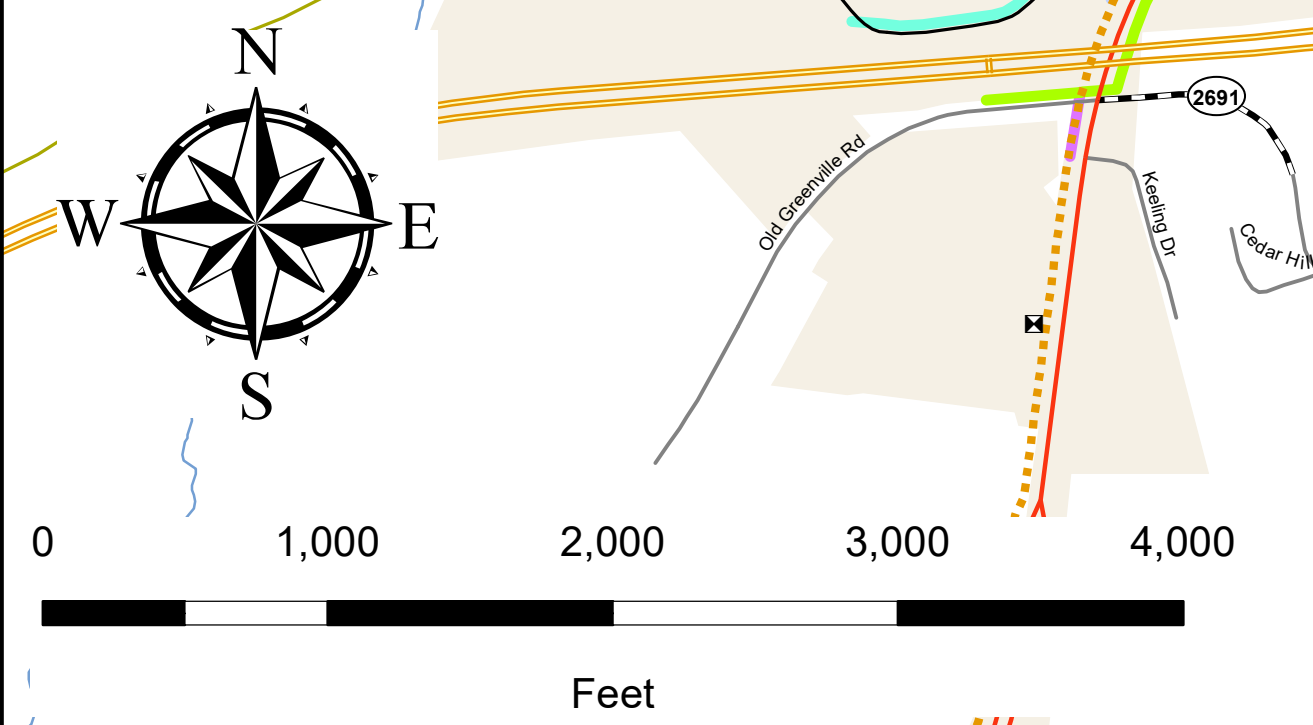 N
W
E
S
2691
Old Greenville Rd
Keeling Dr
Cedar Hil
0
1,000
2,000
3,000
4,000
Feet